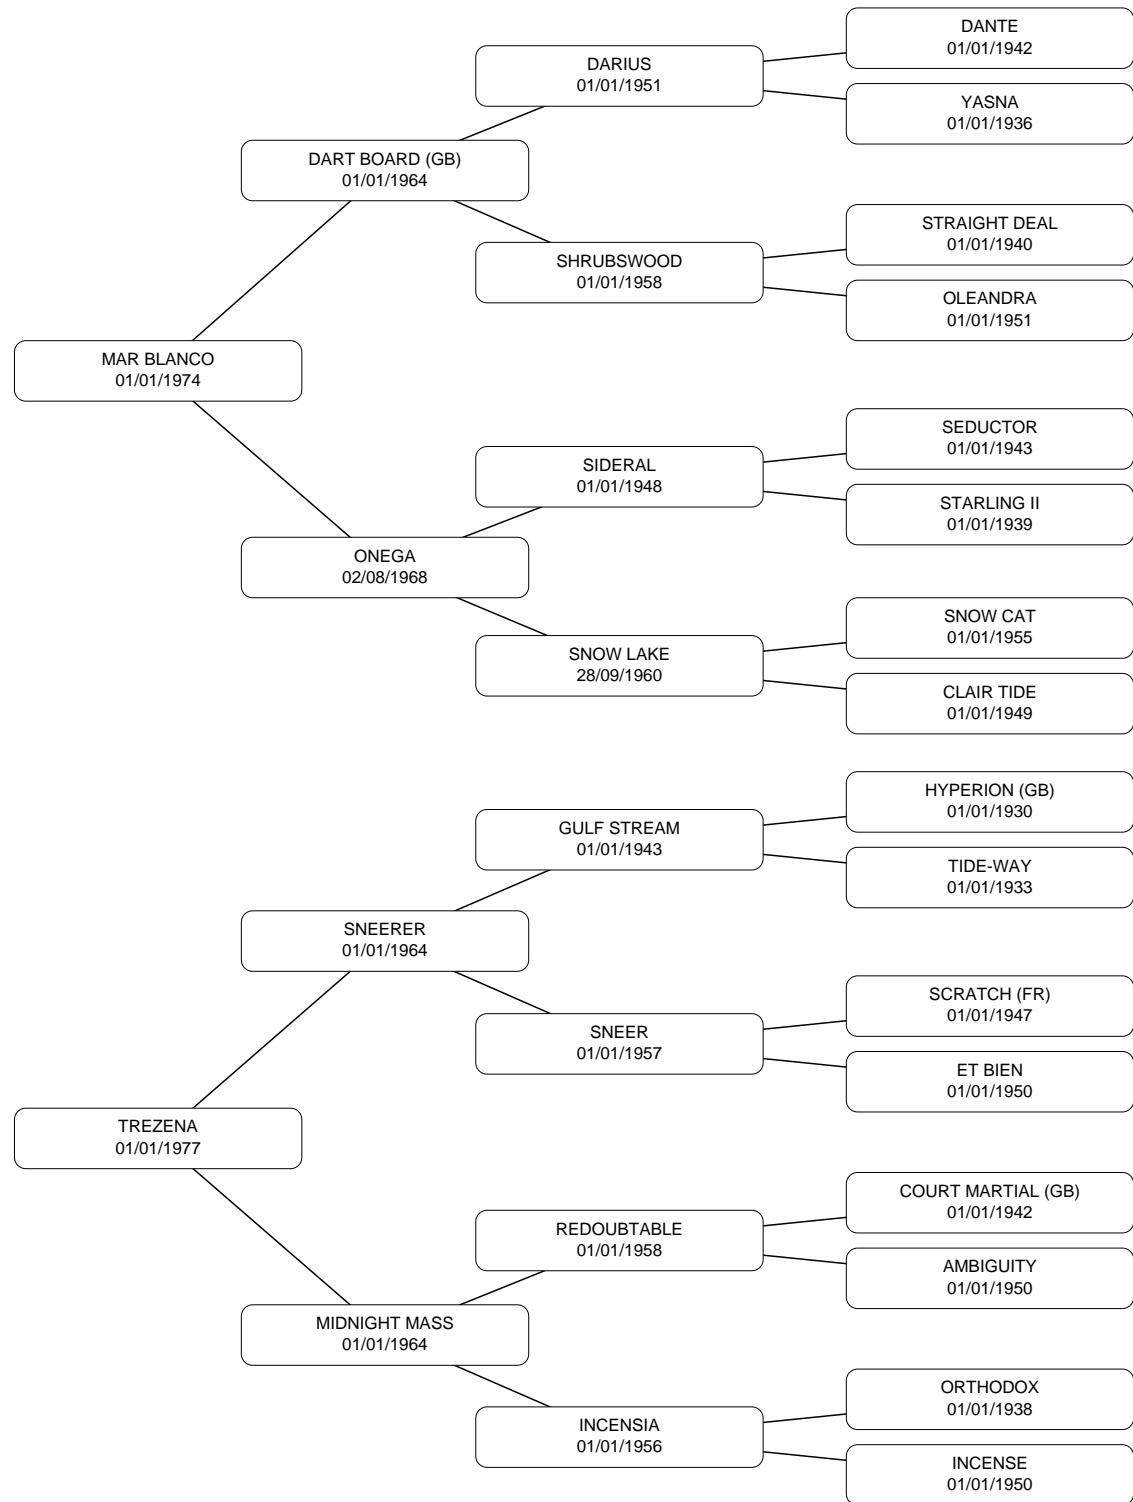 DANTE
01/01/1942
DARIUS
01/01/1951
YASNA
01/01/1936
DART BOARD (GB)
01/01/1964
STRAIGHT DEAL
01/01/1940
SHRUBSWOOD
01/01/1958
OLEANDRA
01/01/1951
MAR BLANCO
01/01/1974
SEDUCTOR
01/01/1943
SIDERAL
01/01/1948
STARLING II
01/01/1939
ONEGA
02/08/1968
SNOW CAT
01/01/1955
SNOW LAKE
28/09/1960
CLAIR TIDE
01/01/1949
HYPERION (GB)
01/01/1930
GULF STREAM
01/01/1943
TIDE-WAY
01/01/1933
SNEERER
01/01/1964
SCRATCH (FR)
01/01/1947
SNEER
01/01/1957
ET BIEN
01/01/1950
TREZENA
01/01/1977
COURT MARTIAL (GB)
01/01/1942
REDOUBTABLE
01/01/1958
AMBIGUITY
01/01/1950
MIDNIGHT MASS
01/01/1964
ORTHODOX
01/01/1938
INCENSIA
01/01/1956
INCENSE
01/01/1950